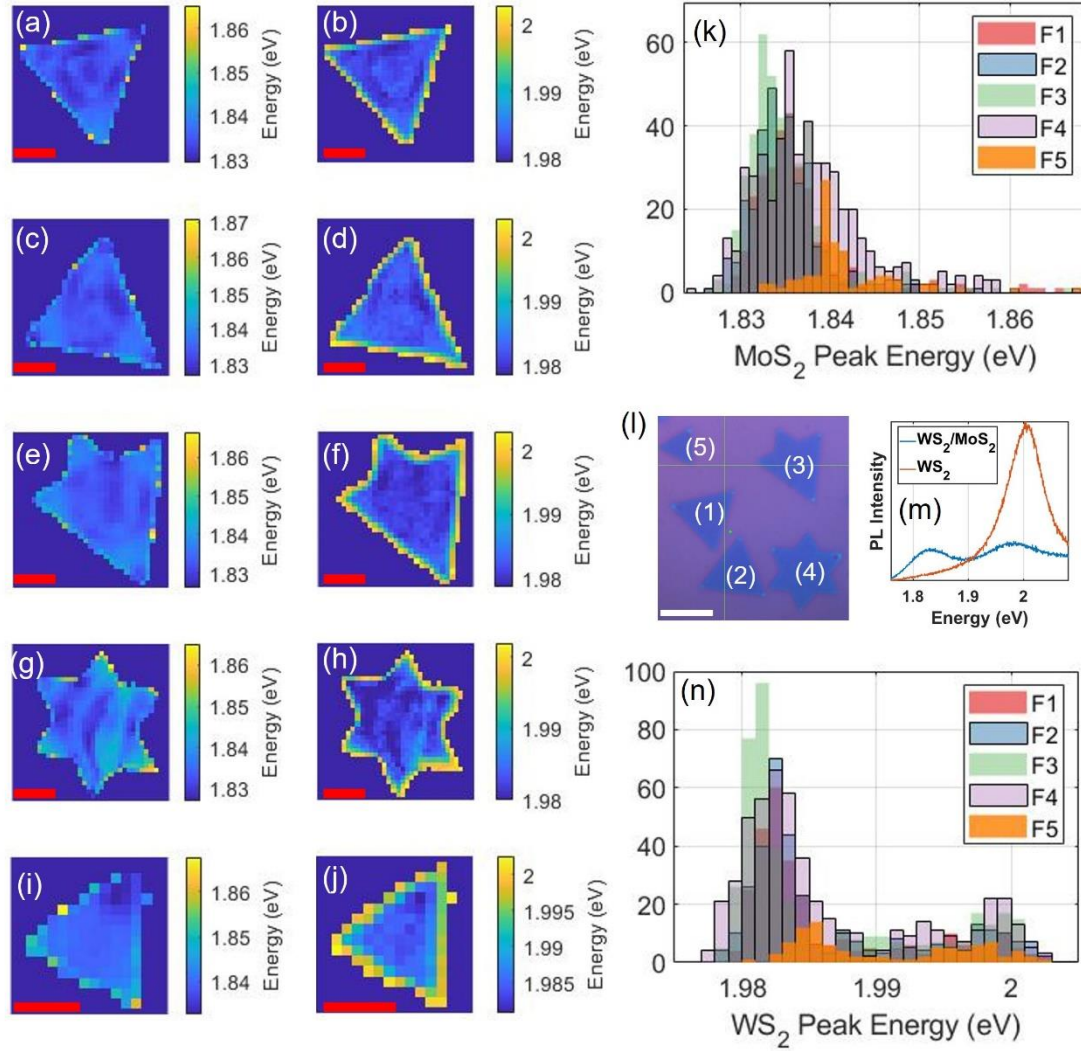 (a)
1.86
1.85
1.84
1.83
Energy (eV)
(b)
2
1.99
1.98
Energy (eV)
(c)
1.87
1.86
1.85
1.84
1.83
Energy (eV)
(d)
2
1.99
1.98
Energy (eV)
(e)
1.86
1.85
1.84
1.83
Energy (eV)
(f)
2
1.99
1.98
Energy (eV)
(g)
1.86
1.85
1.84
1.83
Energy (eV)
(h)
2
1.99
1.98
Energy (eV)
(i)
1.86
1.85
1.84
Energy (eV)
(j)
2
1.995
1.99
1.985
Energy (eV)
(k)
60
40
20
0
F1
F2
F3
F4
F5
1.83 1.84 1.85 1.86
MoS₂ Peak Energy (eV)
(l)
(5)
(3)
(1)
(2)
(4)
WS₂/MoS₂
WS₂
(m)
PL Intensity
1.8 1.9 2
Energy (eV)
(n)
100
80
60
40
20
0
F1
F2
F3
F4
F5
1.98 1.99 2
WS₂ Peak Energy (eV)